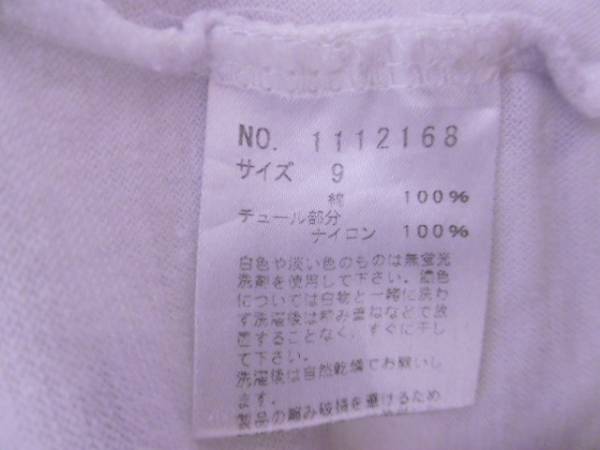 NO. 1112168
サイズ 9
綿 100%
チュール部分
ナイロン 100%
白色や淡い色のものは無蛍光
洗剤を使用して下さい。濃色
については白物と一緒に洗わ
ず洗濯後は積み重ねなどで放
置することなく、すぐに干し
て下さい。
洗濯後は自然乾燥でお願いし
ます。
製品の編み破損を避けるため